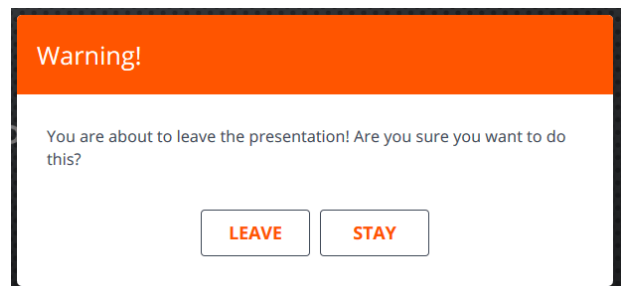 Warning!
You are about to leave the presentation! Are you sure you want to do
this?
LEAVE
STAY